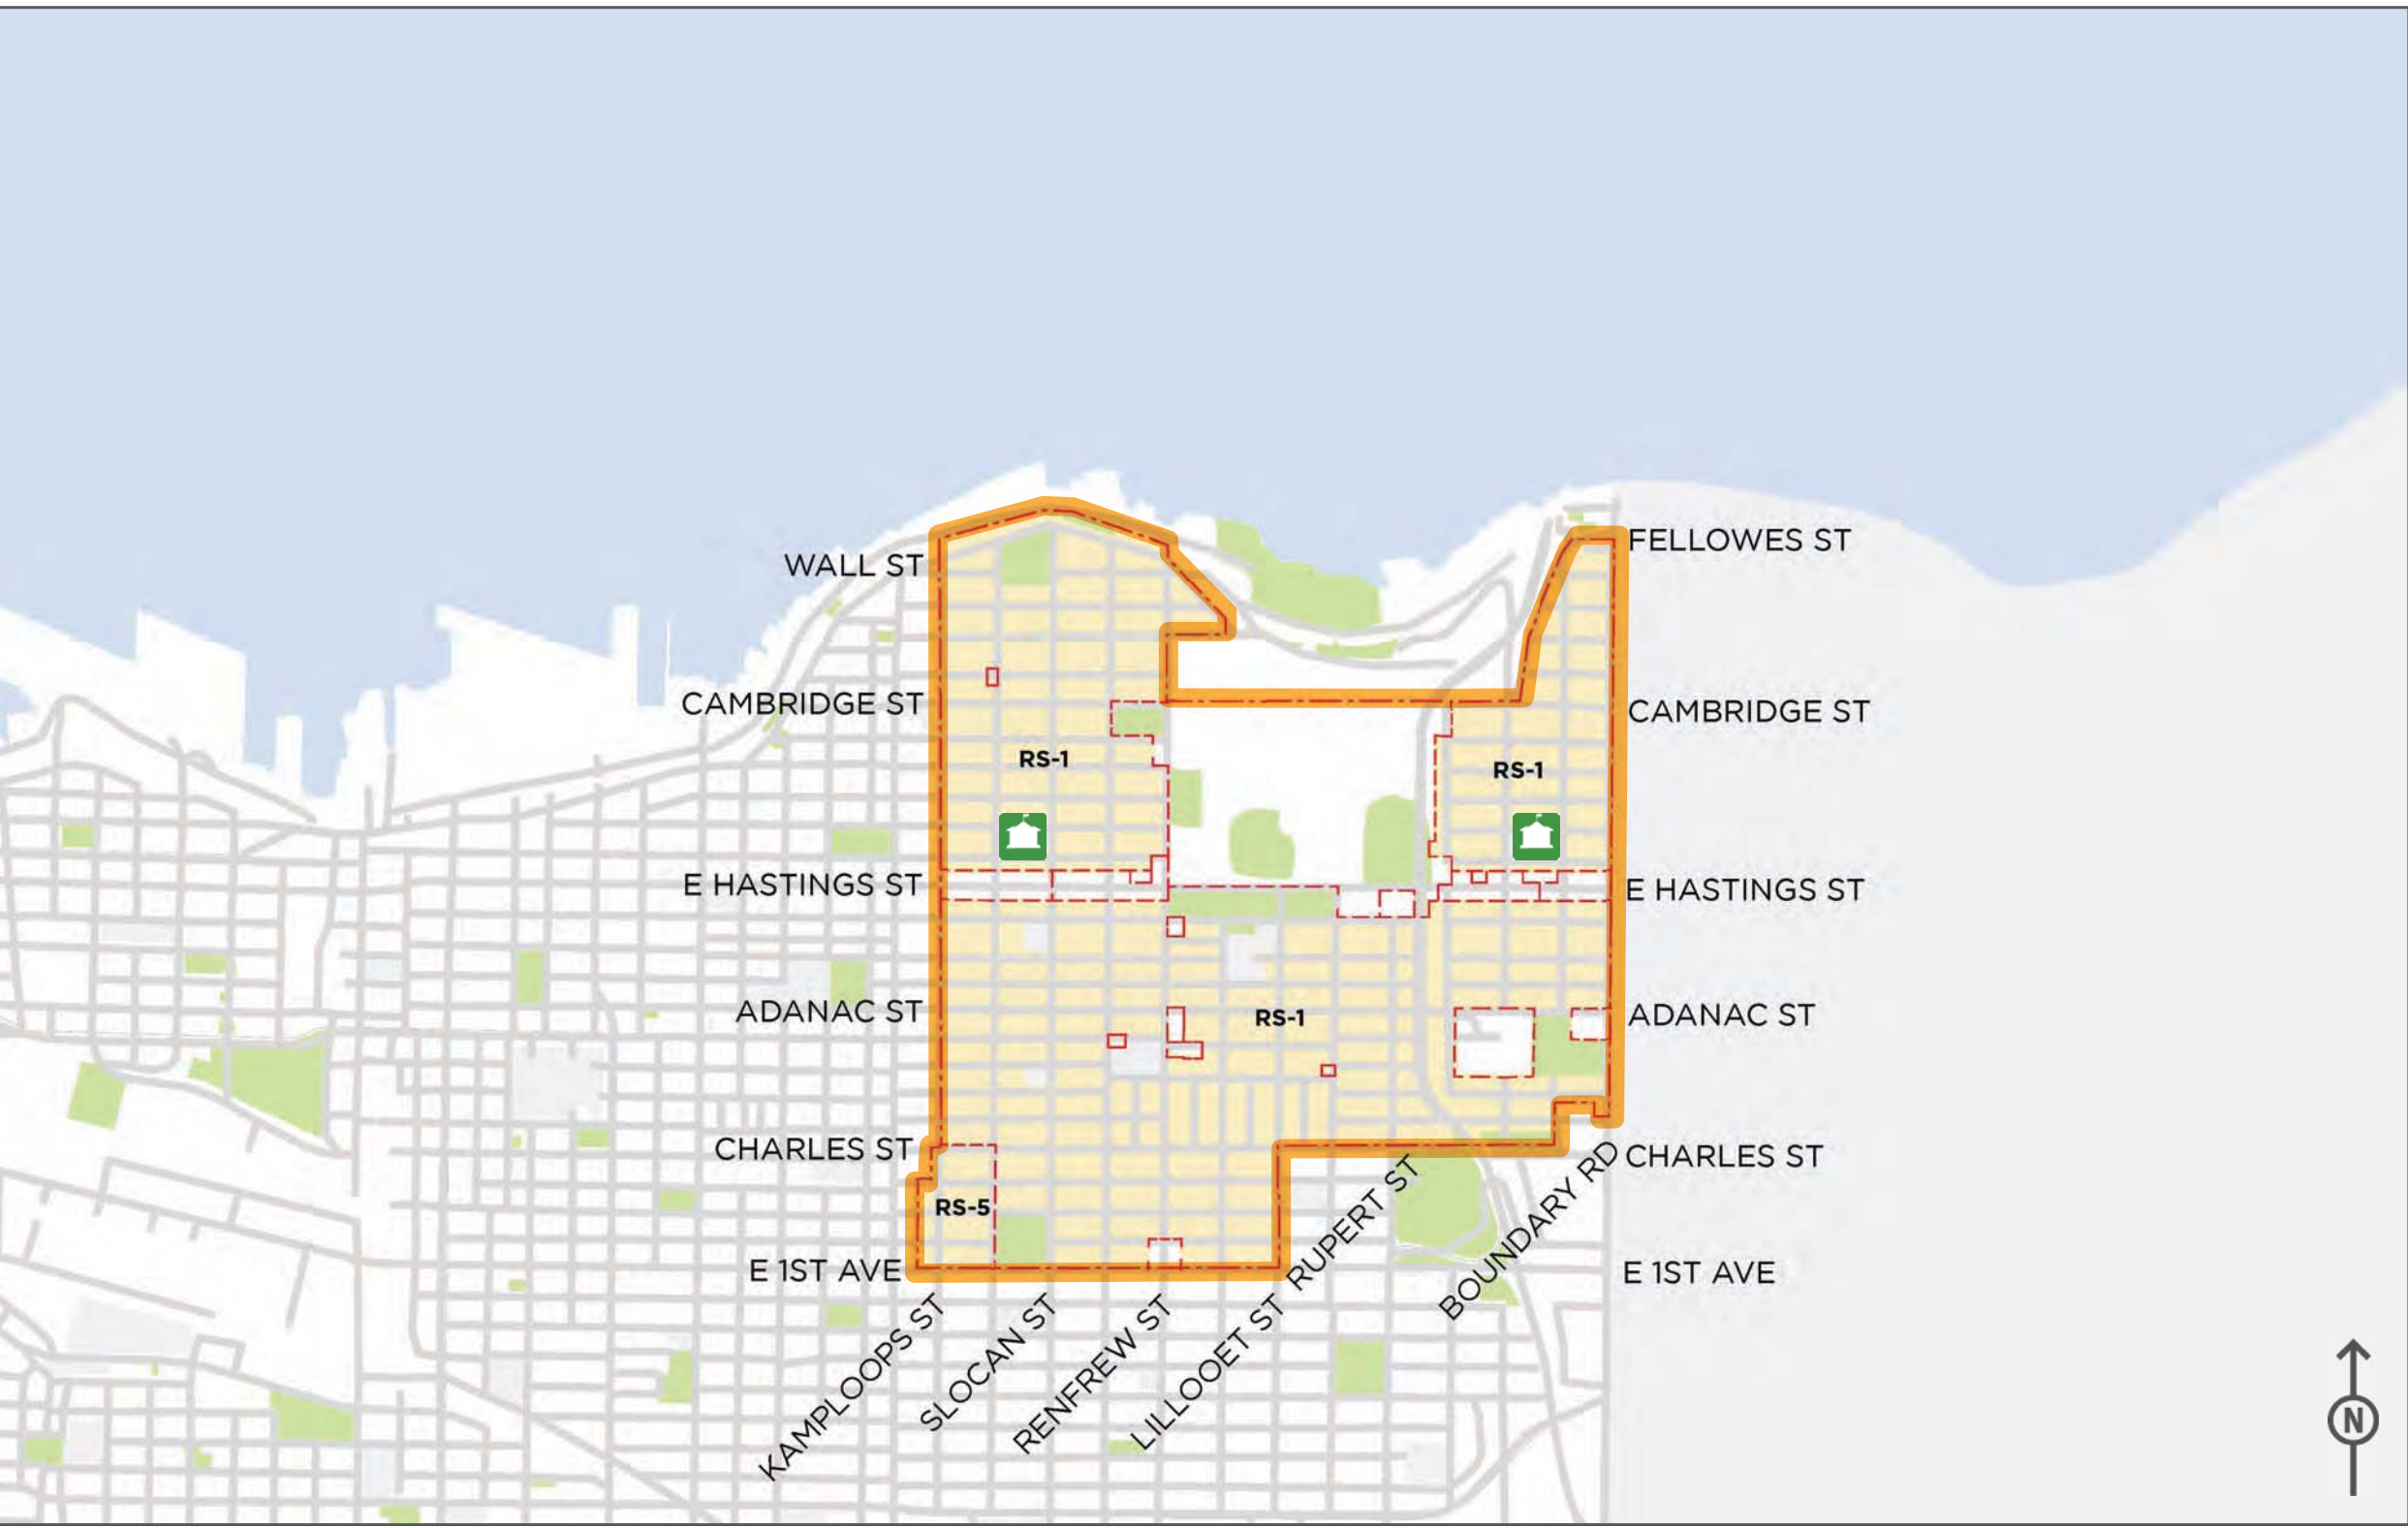 FELLOWES ST
WALL ST
CAMBRIDGE ST
CAMBRIDGE ST
RS-1
RS-1
E HASTINGS ST
E HASTINGS ST
ADANAC ST
RS-1
ADANAC ST
CHARLES ST
CHARLES ST
RS-5
E 1ST AVE
E 1ST AVE
KAMPLOOPS ST
SLOCAN ST
RENFREW ST
LILLOOET ST
RUPERT ST
BOUNDARY RD
N